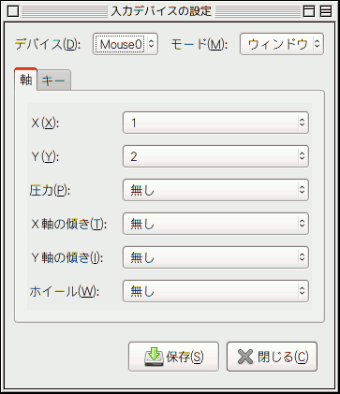 入力デバイスの設定
デバイス(D): Mouse0 モード(M): ウィンドウ
軸 キー
X(X): 1
Y(Y): 2
圧力(P): 無し
X 軸の傾き(T): 無し
Y 軸の傾き(I): 無し
ホイール(W): 無し
保存(S) 閉じる(C)